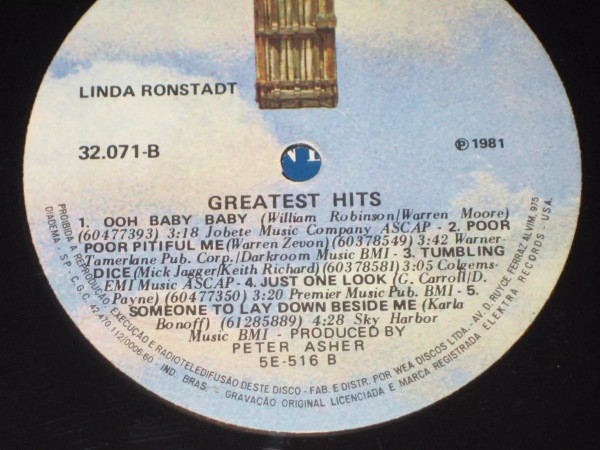 LINDA RONSTADT
32.071-B
℗ 1981
GREATEST HITS
1. OOH BABY BABY (William Robinson/Warren Moore)
(60477393) 3:18 Jobete Music Company ASCAP - 2. POOR
POOR PITIFUL ME (Warren Zevon) (60378549) 3:42 Warner-
Tamerlane Pub. Corp./Darkroom Music BMI - 3. TUMBLING
DICE (Mick Jagger/Keith Richard) (60378581) 3:05 Colgems-
EMI Music ASCAP - 4. JUST ONE LOOK (G. Carroll/D.
Payne) (60477350) 3:20 Premier Music Pub. BMI - 5.
SOMEONE TO LAY DOWN BESIDE ME (Karla
Bonoff) (61285889) 4:28 Sky Harbor
Music BMI - PRODUCED BY
PETER ASHER
5E-516 B
PROIBIDA A REPRODUÇÃO, EXECUÇÃO E RADIOTELEDIFUSÃO DESTE DISCO - FAB. E DISTR. POR WEA DISCOS LTDA. - AV. D. RUYCE FERRAZ ALVIM, 975
DIADEMA - S.P. - C.G.C. 42.470.112/0006-60 - IND. BRAS. - GRAVAÇÃO ORIGINAL LICENCIADA E MARCA REGISTRADA ELEKTRA RECORDS - USA.